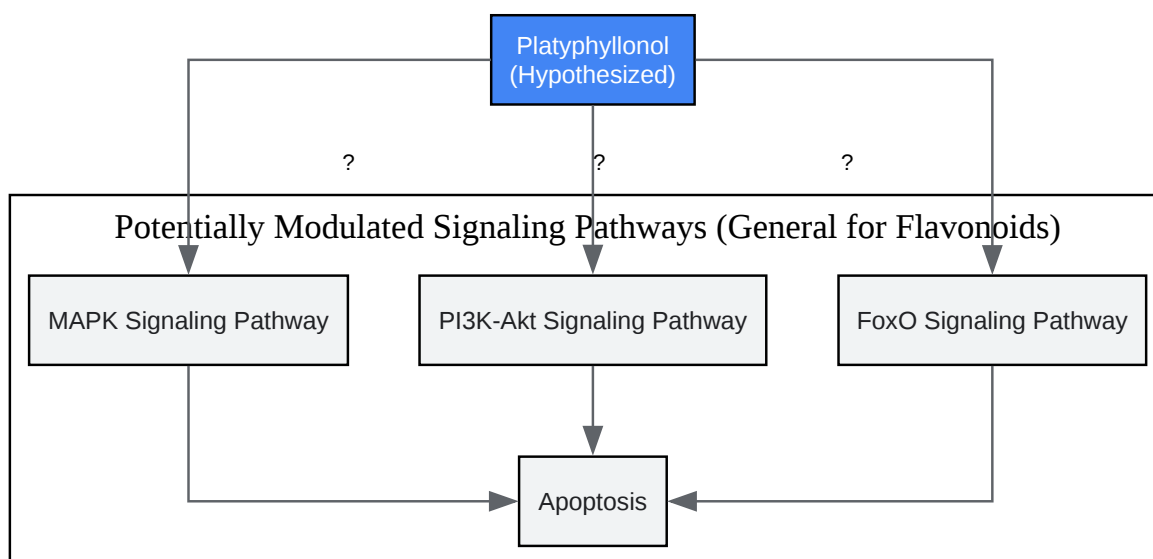 Platyphyllonol
(Hypothesized)
? ? ?
Potentially Modulated Signaling Pathways (General for Flavonoids)
MAPK Signaling Pathway
PI3K-Akt Signaling Pathway
FoxO Signaling Pathway
Apoptosis